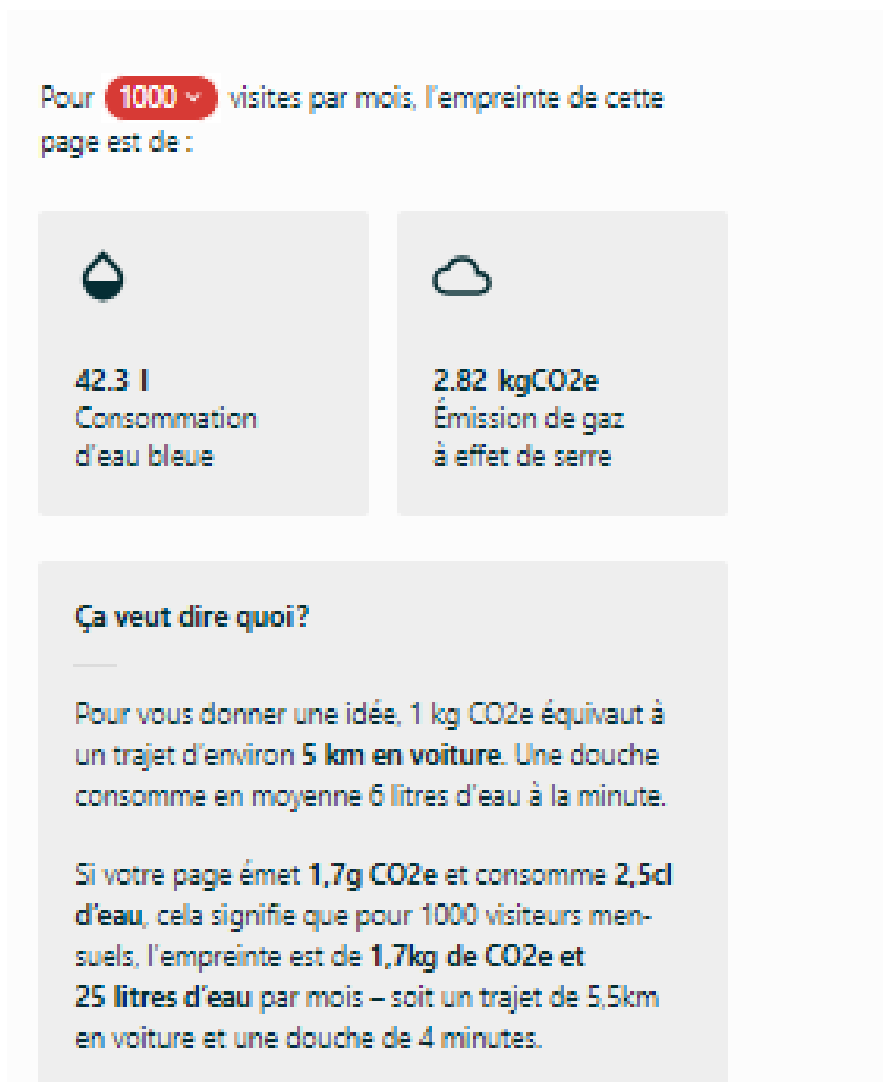 Pour 1000 visites par mois, l'empreinte de cette
page est de :
42.3 l
Consommation
d'eau bleue
2.82 kgCO2e
Émission de gaz
à effet de serre
Ça veut dire quoi?
Pour vous donner une idée, 1 kg CO2e équivaut à
un trajet d'environ 5 km en voiture. Une douche
consomme en moyenne 6 litres d'eau à la minute.
Si votre page émet 1,7g CO2e et consomme 2,5cl
d'eau, cela signifie que pour 1000 visiteurs men-
suels, l'empreinte est de 1,7kg de CO2e et
25 litres d'eau par mois – soit un trajet de 5,5km
en voiture et une douche de 4 minutes.